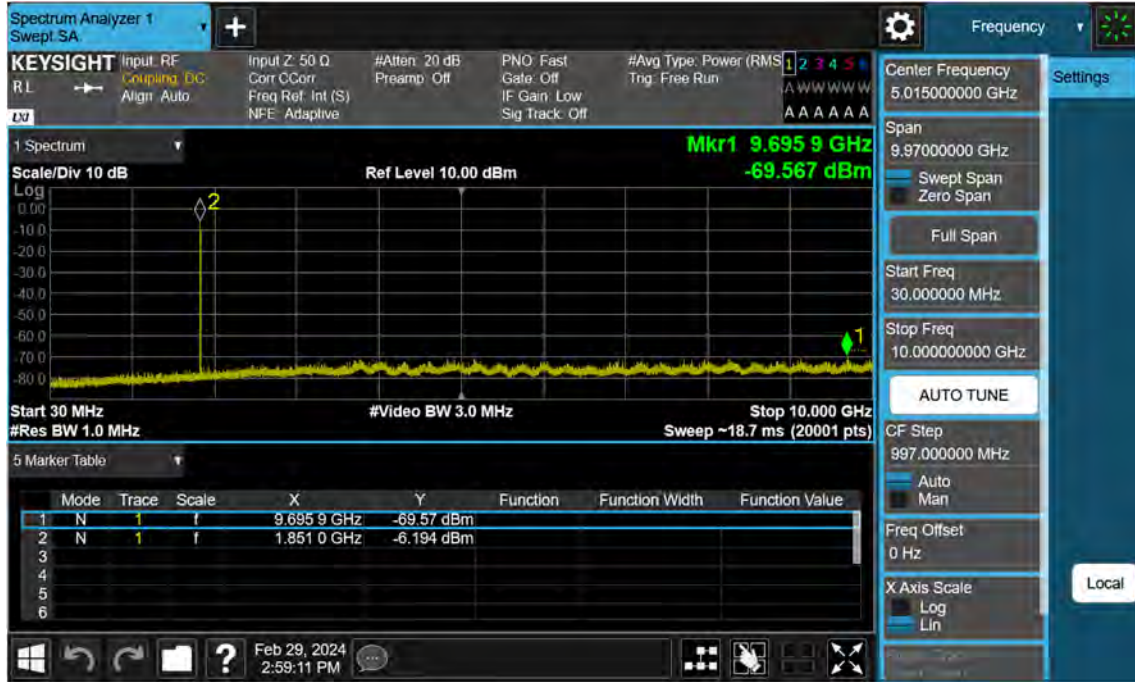 Spectrum Analyzer 1
Swept SA
+
Frequency
KEYSIGHT
RL
LXI
Input: RF
Coupling: DC
Align: Auto
Input Z: 50 Ω
Corr CCorr
Freq Ref: Int (S)
NFE: Adaptive
#Atten: 20 dB
Preamp: Off
PNO: Fast
Gate: Off
IF Gain: Low
Sig Track: Off
#Avg Type: Power (RMS
Trig: Free Run
1 2 3 4 5 6
A W W W W W
A A A A A A
1 Spectrum
Scale/Div 10 dB
Ref Level 10.00 dBm
Mkr1 9.695 9 GHz
-69.567 dBm
Log
0.00
-10.0
-20.0
-30.0
-40.0
-50.0
-60.0
-70.0
-80.0
2
1
Start 30 MHz
#Video BW 3.0 MHz
Stop 10.000 GHz
#Res BW 1.0 MHz
Sweep ~18.7 ms (20001 pts)
5 Marker Table
Mode Trace Scale X Y Function Function Width Function Value
1 N 1 f 9.695 9 GHz -69.57 dBm
2 N 1 f 1.851 0 GHz -6.194 dBm
3
4
5
6
Center Frequency
5.015000000 GHz
Settings
Span
9.97000000 GHz
Swept Span
Zero Span
Full Span
Start Freq
30.000000 MHz
Stop Freq
10.000000000 GHz
AUTO TUNE
CF Step
997.000000 MHz
Auto
Man
Freq Offset
0 Hz
X Axis Scale
Log
Lin
Local
?
Feb 29, 2024
2:59:11 PM